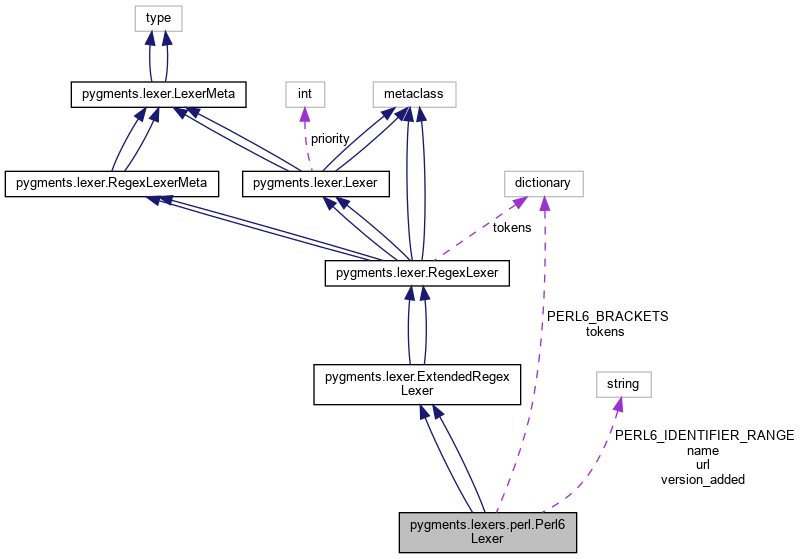 type
pygments.lexer.LexerMeta
int
metaclass
priority
pygments.lexer.RegexLexerMeta
pygments.lexer.Lexer
dictionary
tokens
pygments.lexer.RegexLexer
PERL6_BRACKETS
tokens
pygments.lexer.ExtendedRegex
Lexer
string
PERL6_IDENTIFIER_RANGE
name
url
version_added
pygments.lexers.perl.Perl6
Lexer